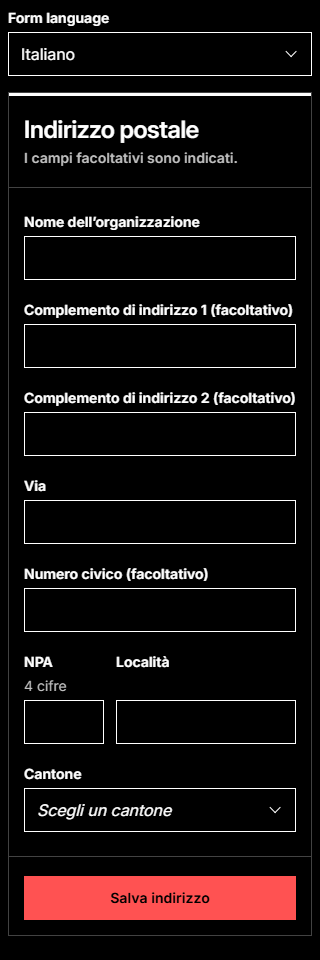 Form language
Italiano
Indirizzo postale
I campi facoltativi sono indicati.
Nome dell’organizzazione
Complemento di indirizzo 1 (facoltativo)
Complemento di indirizzo 2 (facoltativo)
Via
Numero civico (facoltativo)
NPA
4 cifre
Località
Cantone
Scegli un cantone
Salva indirizzo